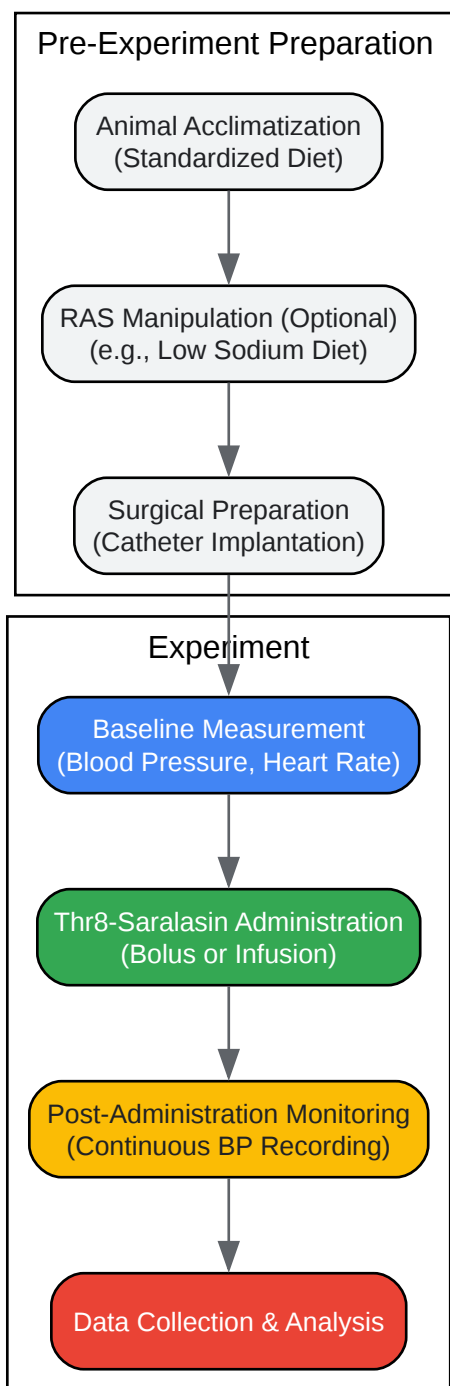 Pre-Experiment Preparation
Animal Acclimatization
(Standardized Diet)
RAS Manipulation (Optional)
(e.g., Low Sodium Diet)
Surgical Preparation
(Catheter Implantation)
Experiment
Baseline Measurement
(Blood Pressure, Heart Rate)
Thr8-Saralasin Administration
(Bolus or Infusion)
Post-Administration Monitoring
(Continuous BP Recording)
Data Collection & Analysis